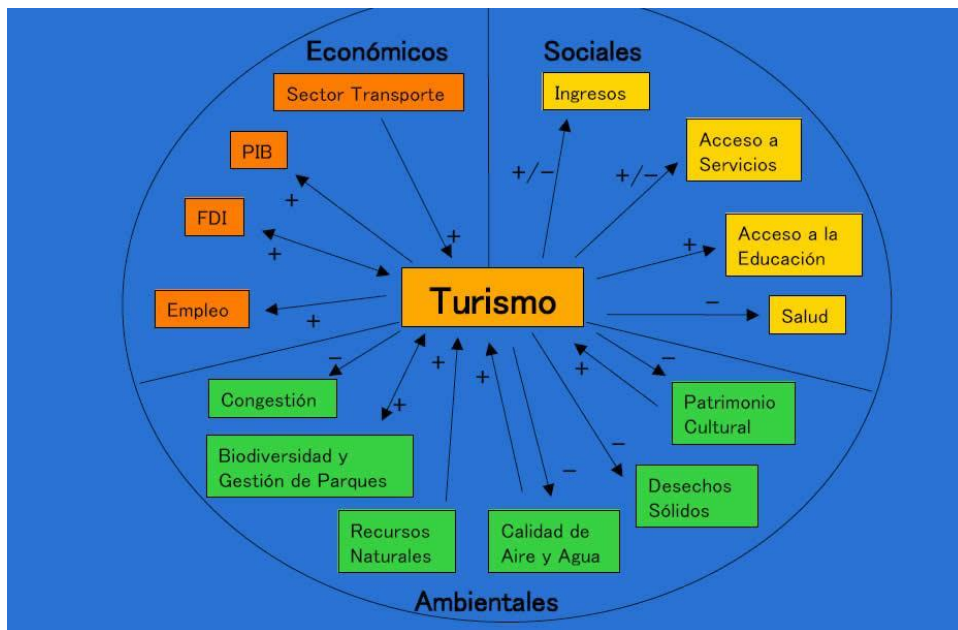 Económicos
Sociales
Sector Transporte
Ingresos
PIB
+/-
+/-
Acceso a
Servicios
+
FDI
+
+
+
Acceso a la
Educación
Empleo
+
Turismo
-
Salud
-
+
+
+
-
Congestión
+
Patrimonio
Cultural
Biodiversidad y
Gestión de Parques
-
-
Desechos
Sólidos
Recursos
Naturales
Calidad de
Aire y Agua
Ambientales